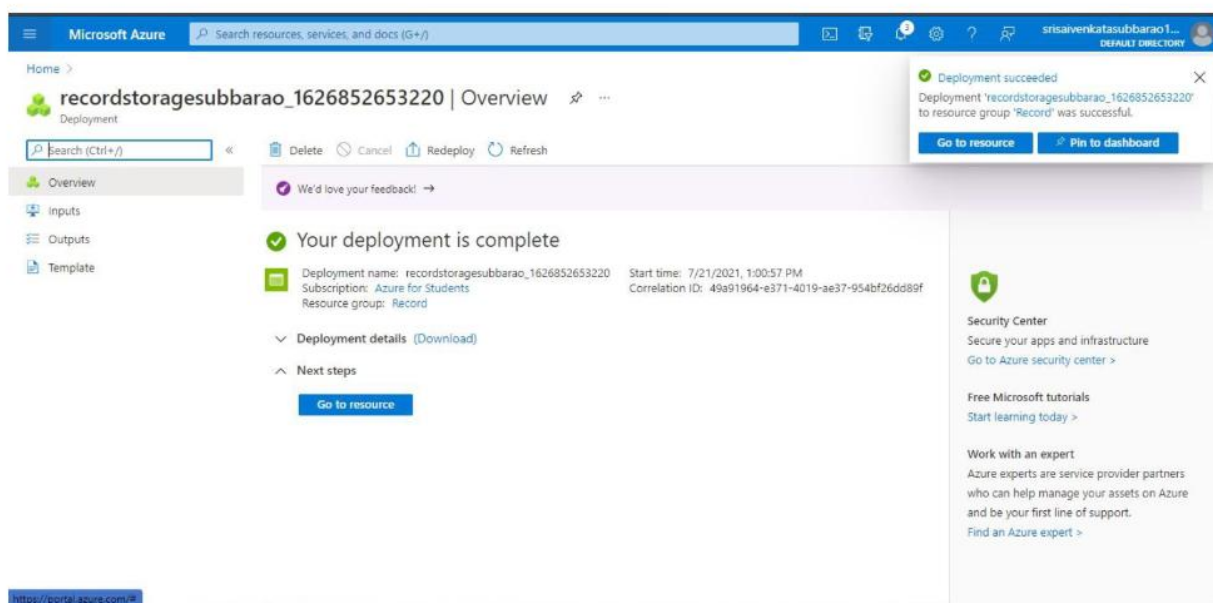 Microsoft Azure
Search resources, services, and docs (G+/)
3
srisaivenkatasubbarao1...
DEFAULT DIRECTORY
Home >
recordstoragesubbarao_1626852653220 | Overview
Deployment
Deployment succeeded
Deployment 'recordstoragesubbarao_1626852653220'
to resource group 'Record' was successful.
Go to resource
Pin to dashboard
Search (Ctrl+/)
«
Delete
Cancel
Redeploy
Refresh
Overview
Inputs
Outputs
Template
We'd love your feedback! →
Your deployment is complete
Deployment name: recordstoragesubbarao_1626852653220
Subscription: Azure for Students
Resource group: Record
Start time: 7/21/2021, 1:00:57 PM
Correlation ID: 49a91964-e371-4019-ae37-954bf26dd89f
Deployment details (Download)
Next steps
Go to resource
Security Center
Secure your apps and infrastructure
Go to Azure security center >
Free Microsoft tutorials
Start learning today >
Work with an expert
Azure experts are service provider partners
who can help manage your assets on Azure
and be your first line of support.
Find an Azure expert >
https://portal.azure.com/#